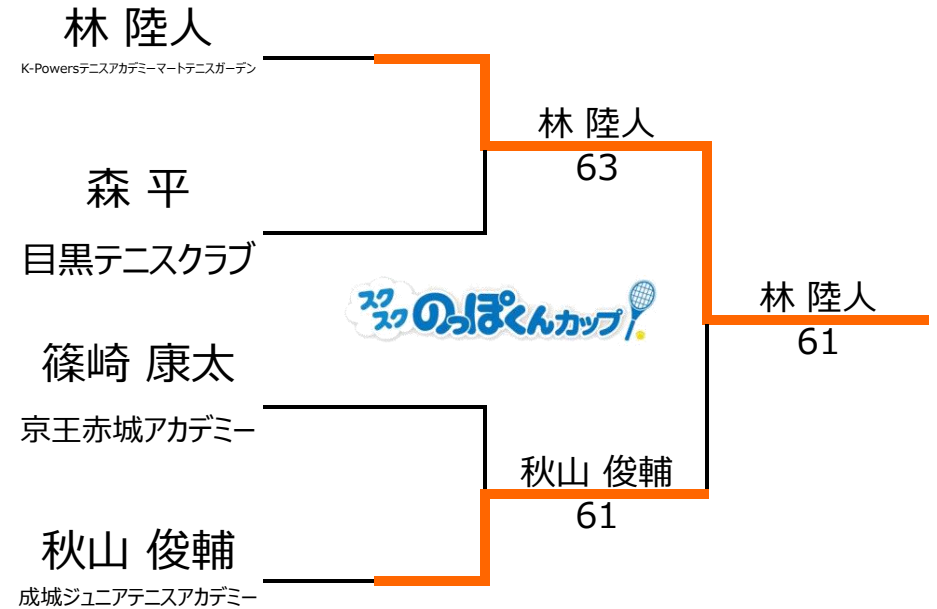 林 陸人
K-Powersテニスアカデミーマートテニスガーデン
林 陸人
63
森 平
目黒テニスクラブ
スクスクのっぽくんカップ!
林 陸人
61
篠崎 康太
京王赤城アカデミー
秋山 俊輔
61
秋山 俊輔
成城ジュニアテニスアカデミー